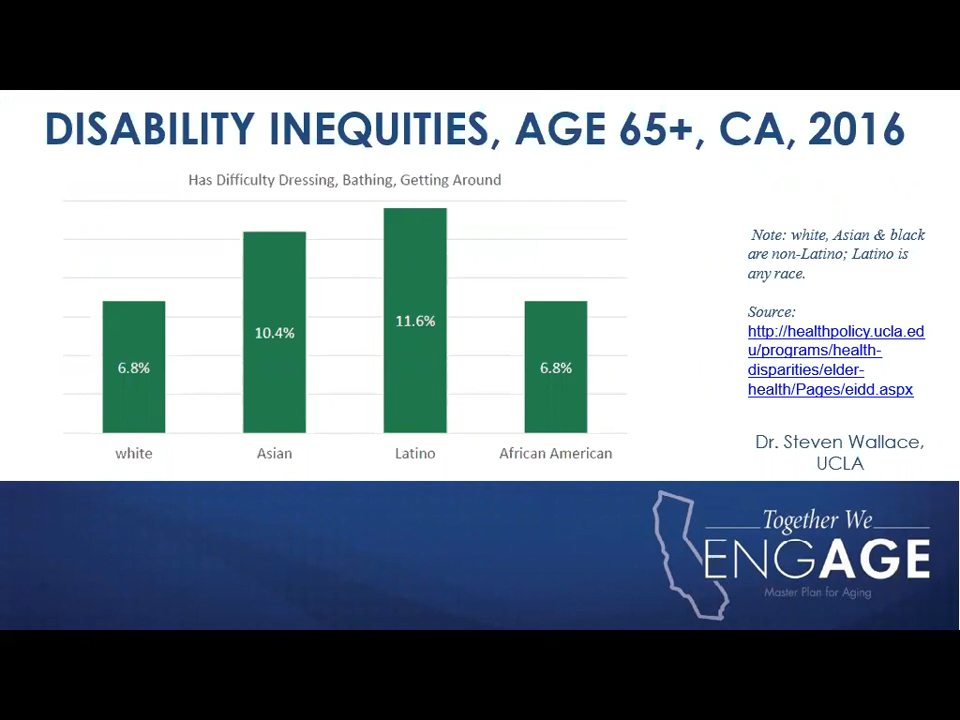 DISABILITY INEQUITIES, AGE 65+, CA, 2016
Has Difficulty Dressing, Bathing, Getting Around
6.8%
10.4%
11.6%
6.8%
white
Asian
Latino
African American
Note: white, Asian & black
are non-Latino; Latino is
any race.
Source:
http://healthpolicy.ucla.ed
u/programs/health-
disparities/elder-
health/Pages/eidd.aspx
Dr. Steven Wallace,
UCLA
Together We
ENGAGE
Master Plan for Aging